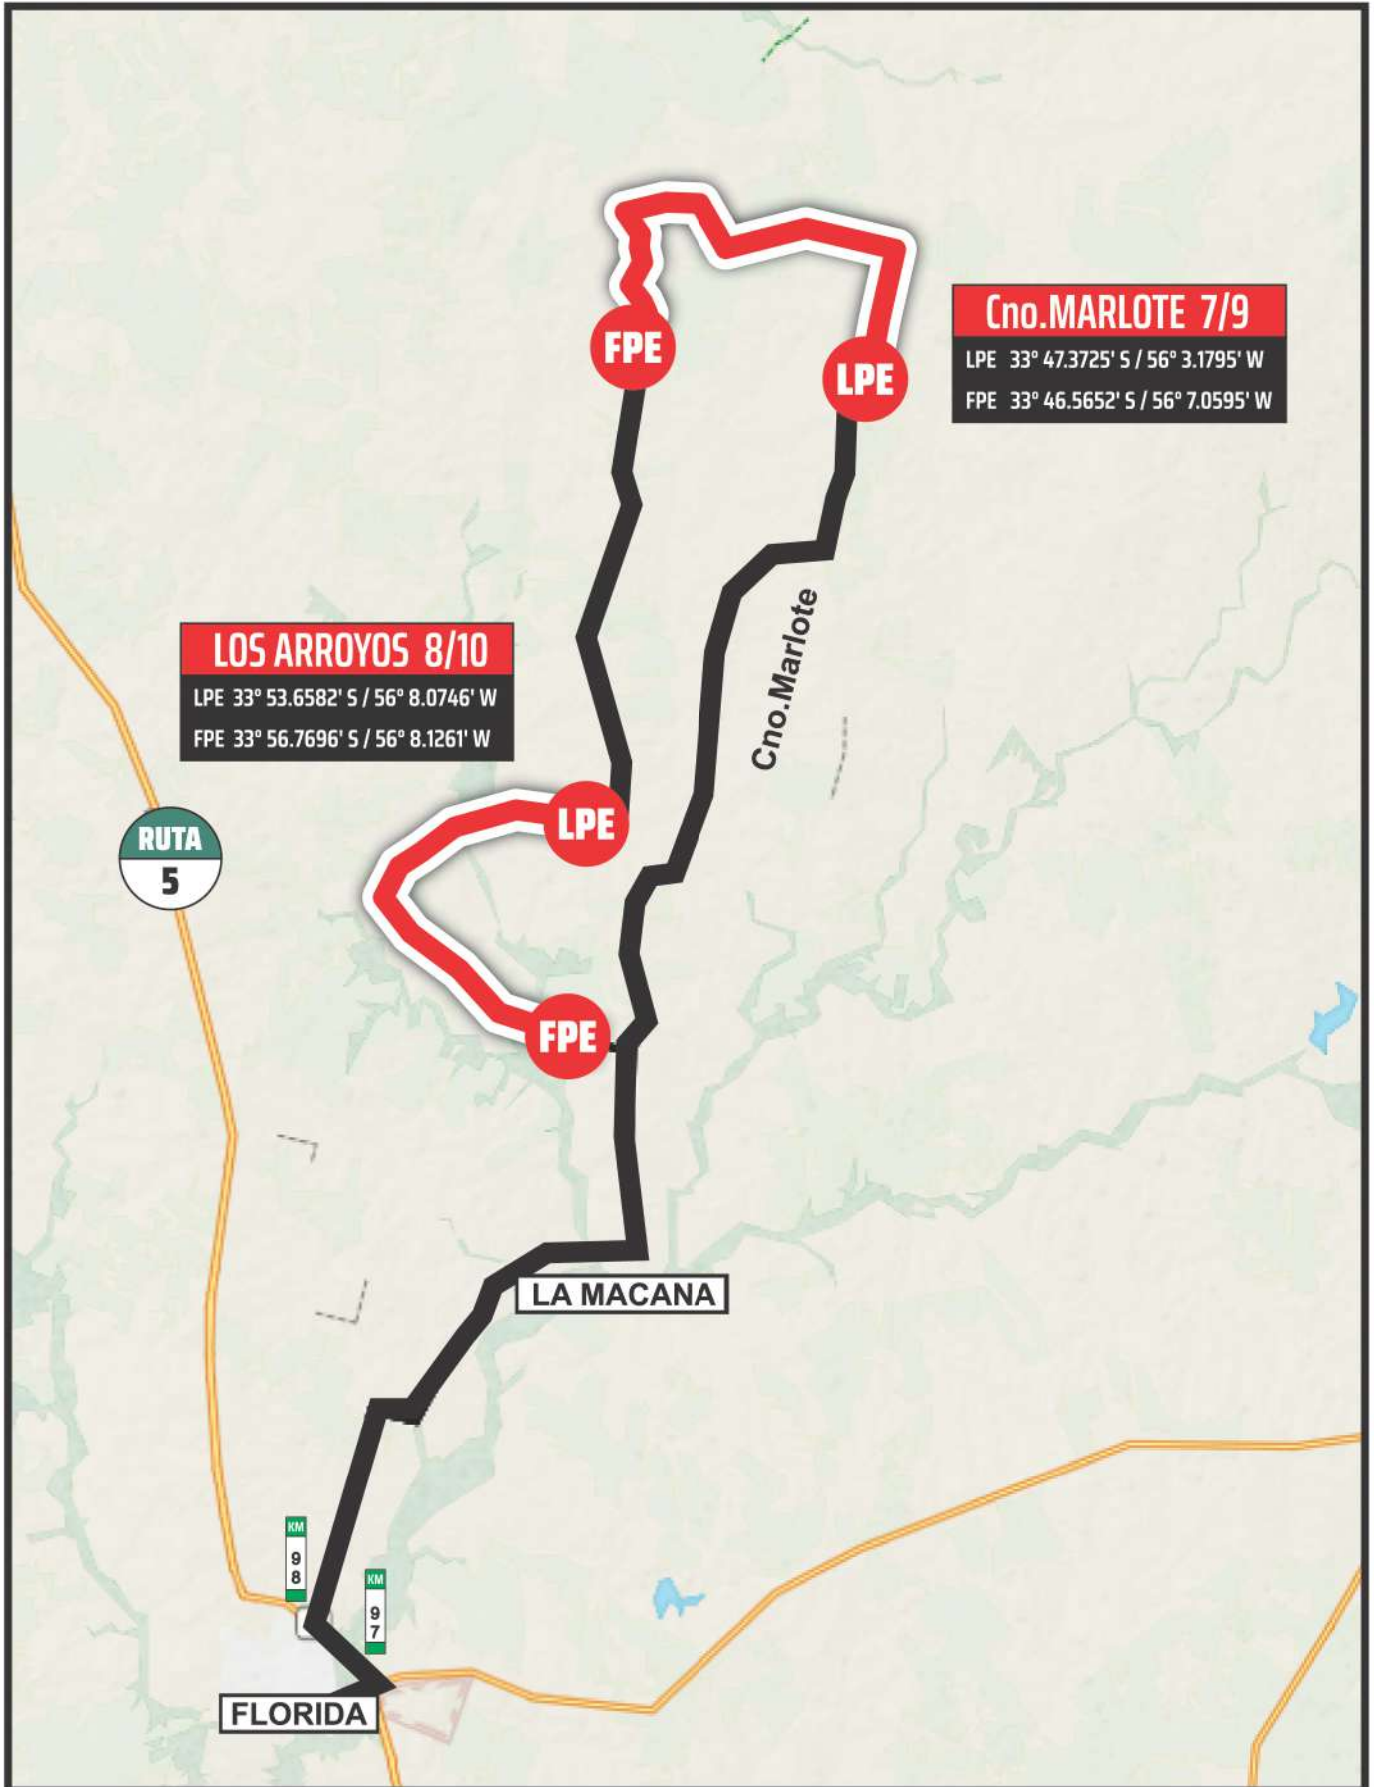 FPE
LPE
Cno.MARLOTE 7/9
LPE 33° 47.3725' S / 56° 3.1795' W
FPE 33° 46.5652' S / 56° 7.0595' W
Cno.Marlote
LOS ARROYOS 8/10
LPE 33° 53.6582' S / 56° 8.0746' W
FPE 33° 56.7696' S / 56° 8.1261' W
LPE
RUTA
5
FPE
LA MACANA
KM
98
KM
97
FLORIDA